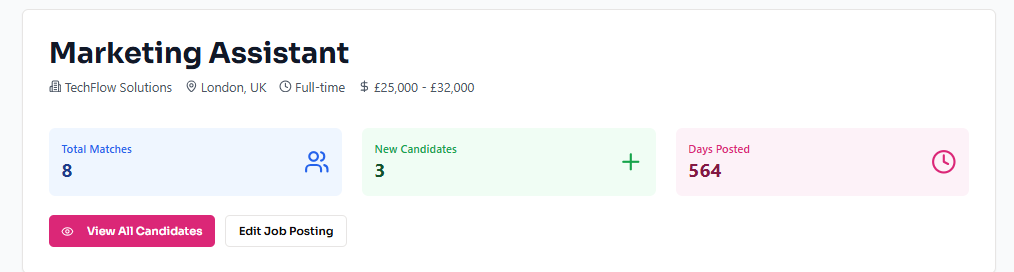 Marketing Assistant
TechFlow Solutions London, UK Full-time $ £25,000 - £32,000
Total Matches
8
New Candidates
3
Days Posted
564
View All Candidates
Edit Job Posting